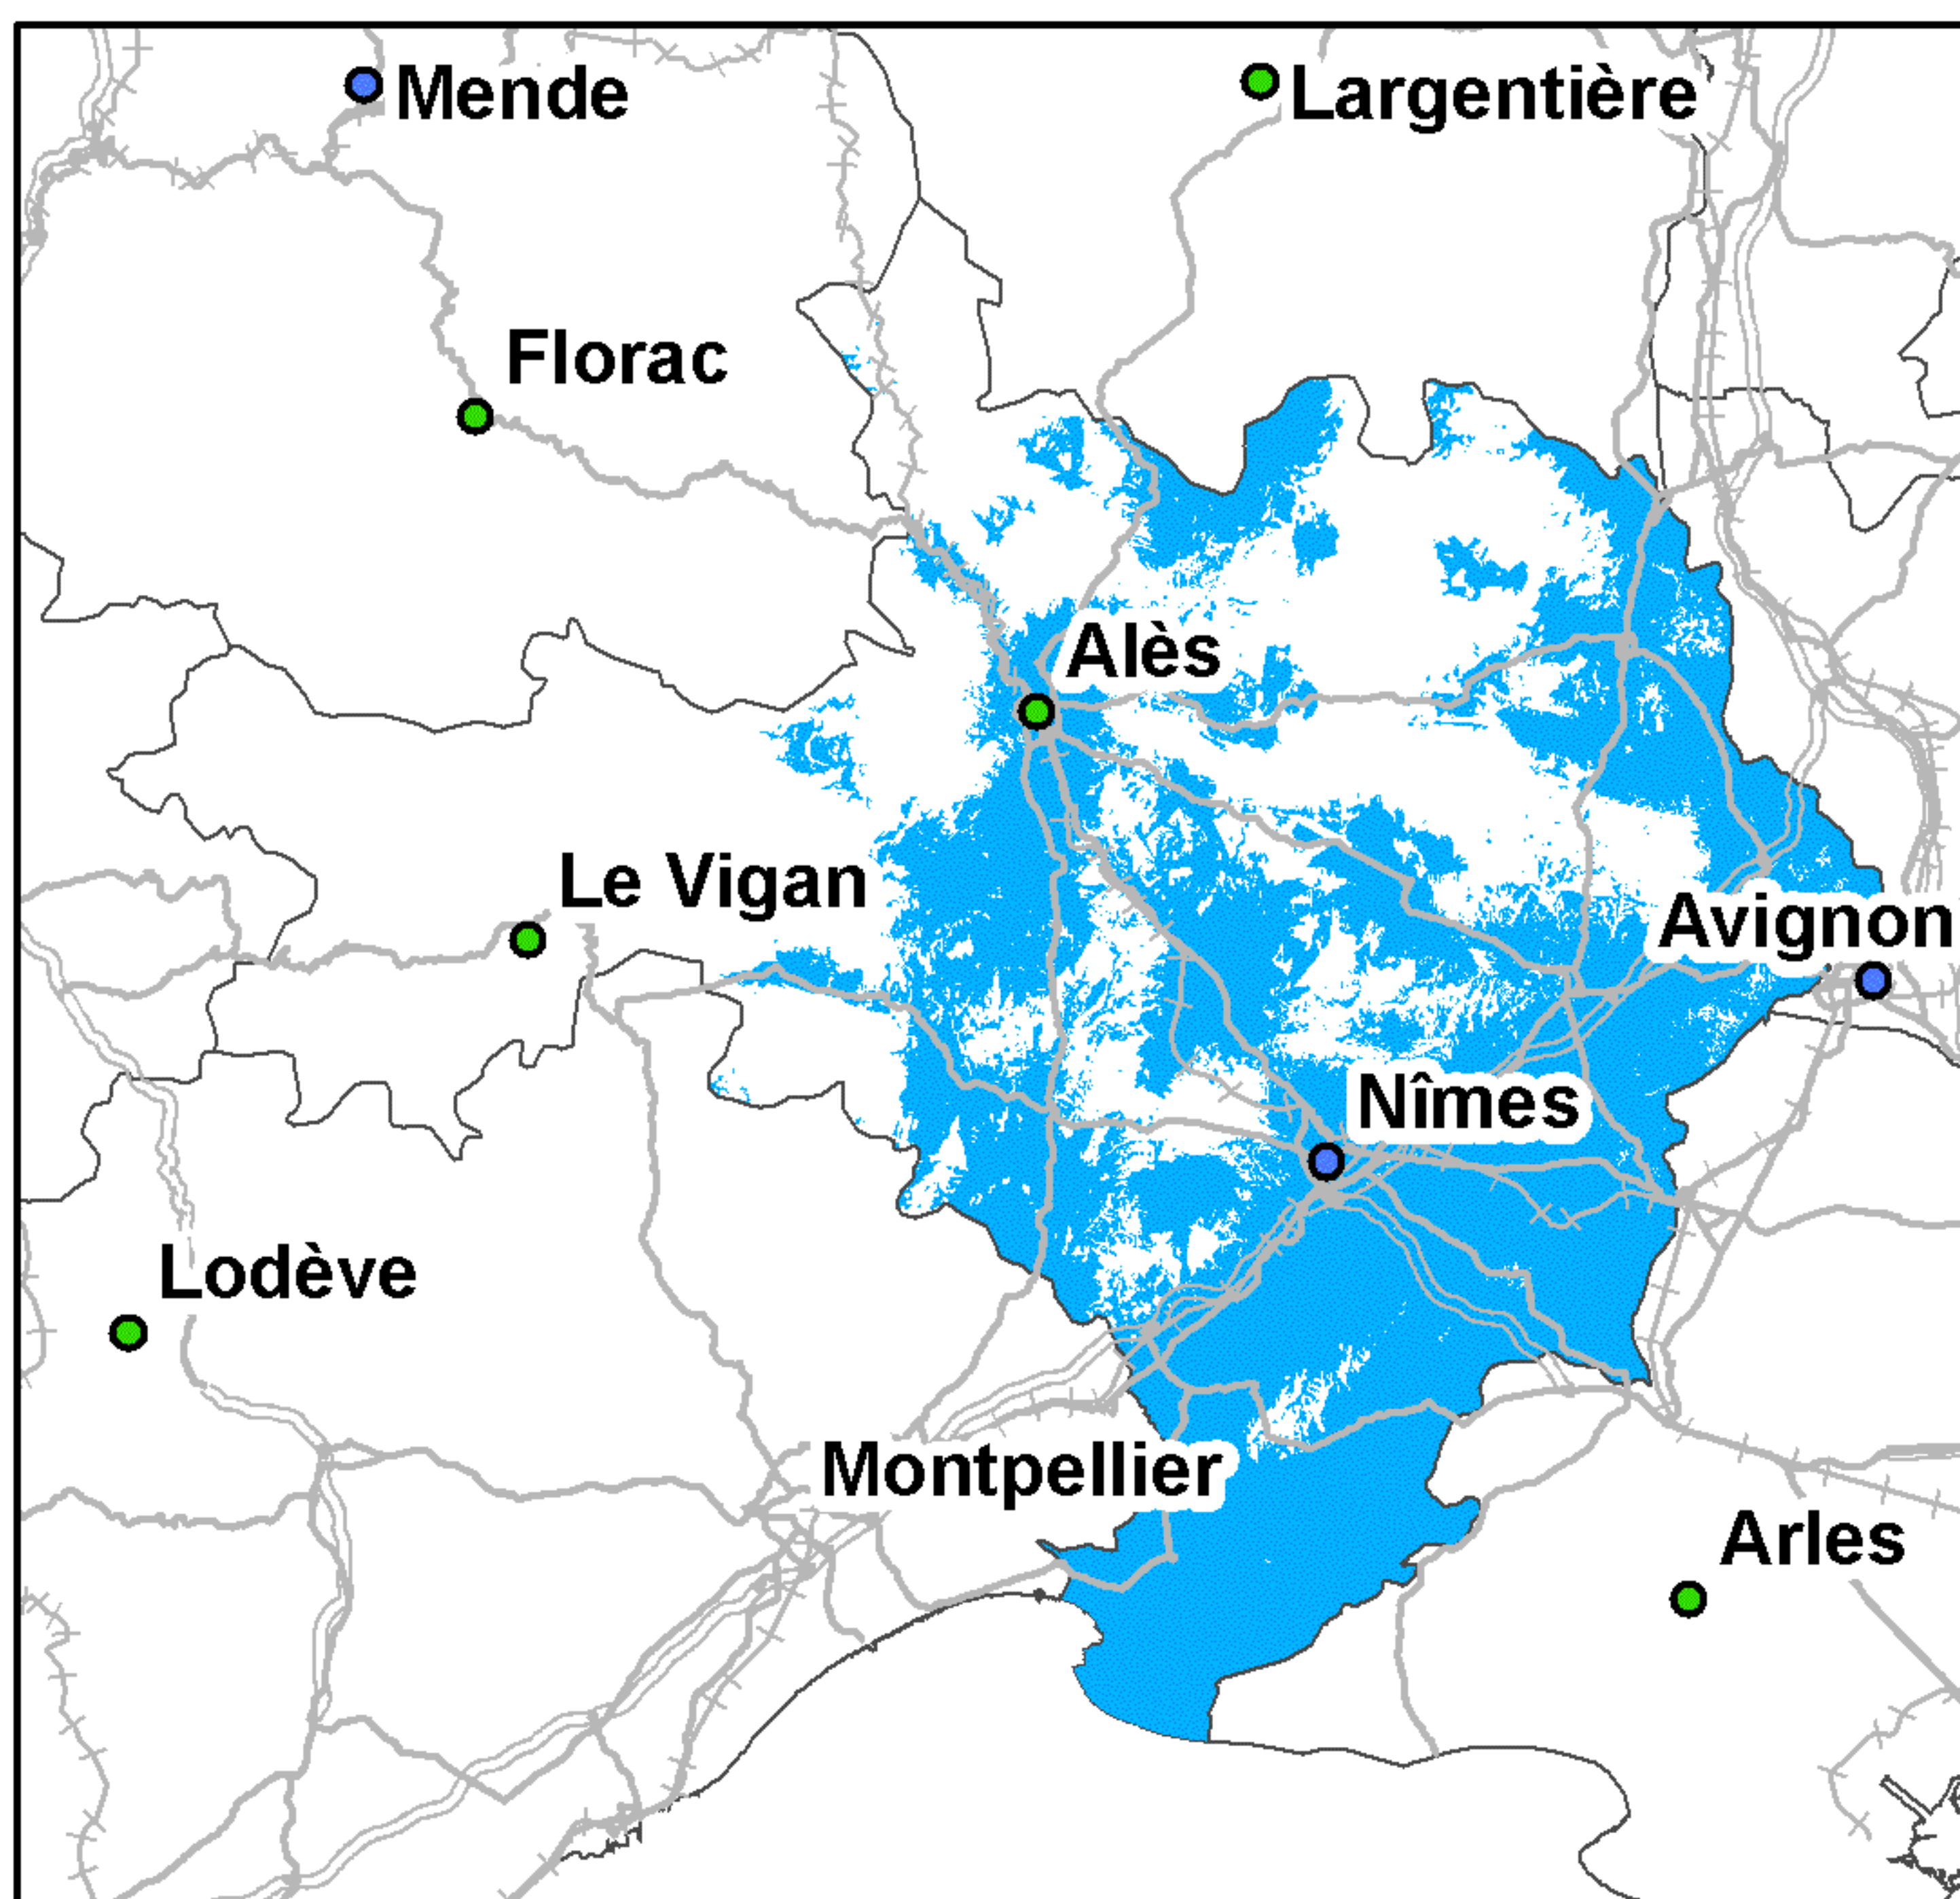 Mende
Largentière
Florac
Alès
Le Vigan
Avignon
Nîmes
Lodève
Montpellier
Arles